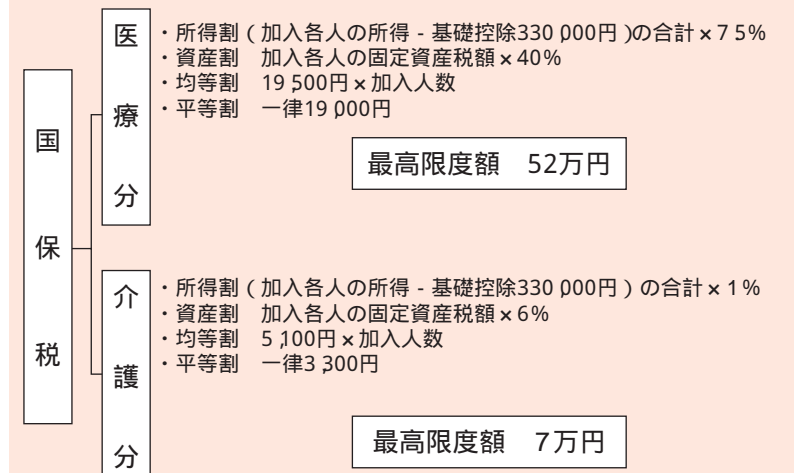 国保税
医療分
・所得割（加入各人の所得‐基礎控除330,000円）の合計×7.5%
・資産割　加入各人の固定資産税額×40%
・均等割　19,500円×加入人数
・平等割　一律19,000円
最高限度額　52万円
介護分
・所得割（加入各人の所得‐基礎控除330,000円）の合計×1%
・資産割　加入各人の固定資産税額×6%
・均等割　5,100円×加入人数
・平等割　一律3,300円
最高限度額　7万円